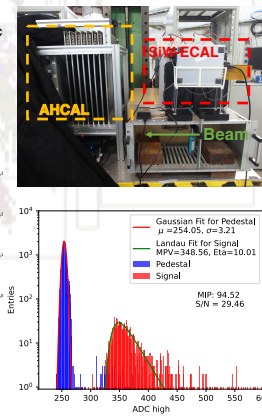 SiW-ECAL
AHCAL
Beam
Gaussian Fit for Pedestal
μ =254.05, σ=3.21
Landau Fit for Signal
MPV=348.56, Eta=10.01
Pedestal
Signal
MIP: 94.52
S/N = 29.46
Entries
10⁴
10³
10²
10¹
10⁰
250 300 350 400 450 500 550
ADC high